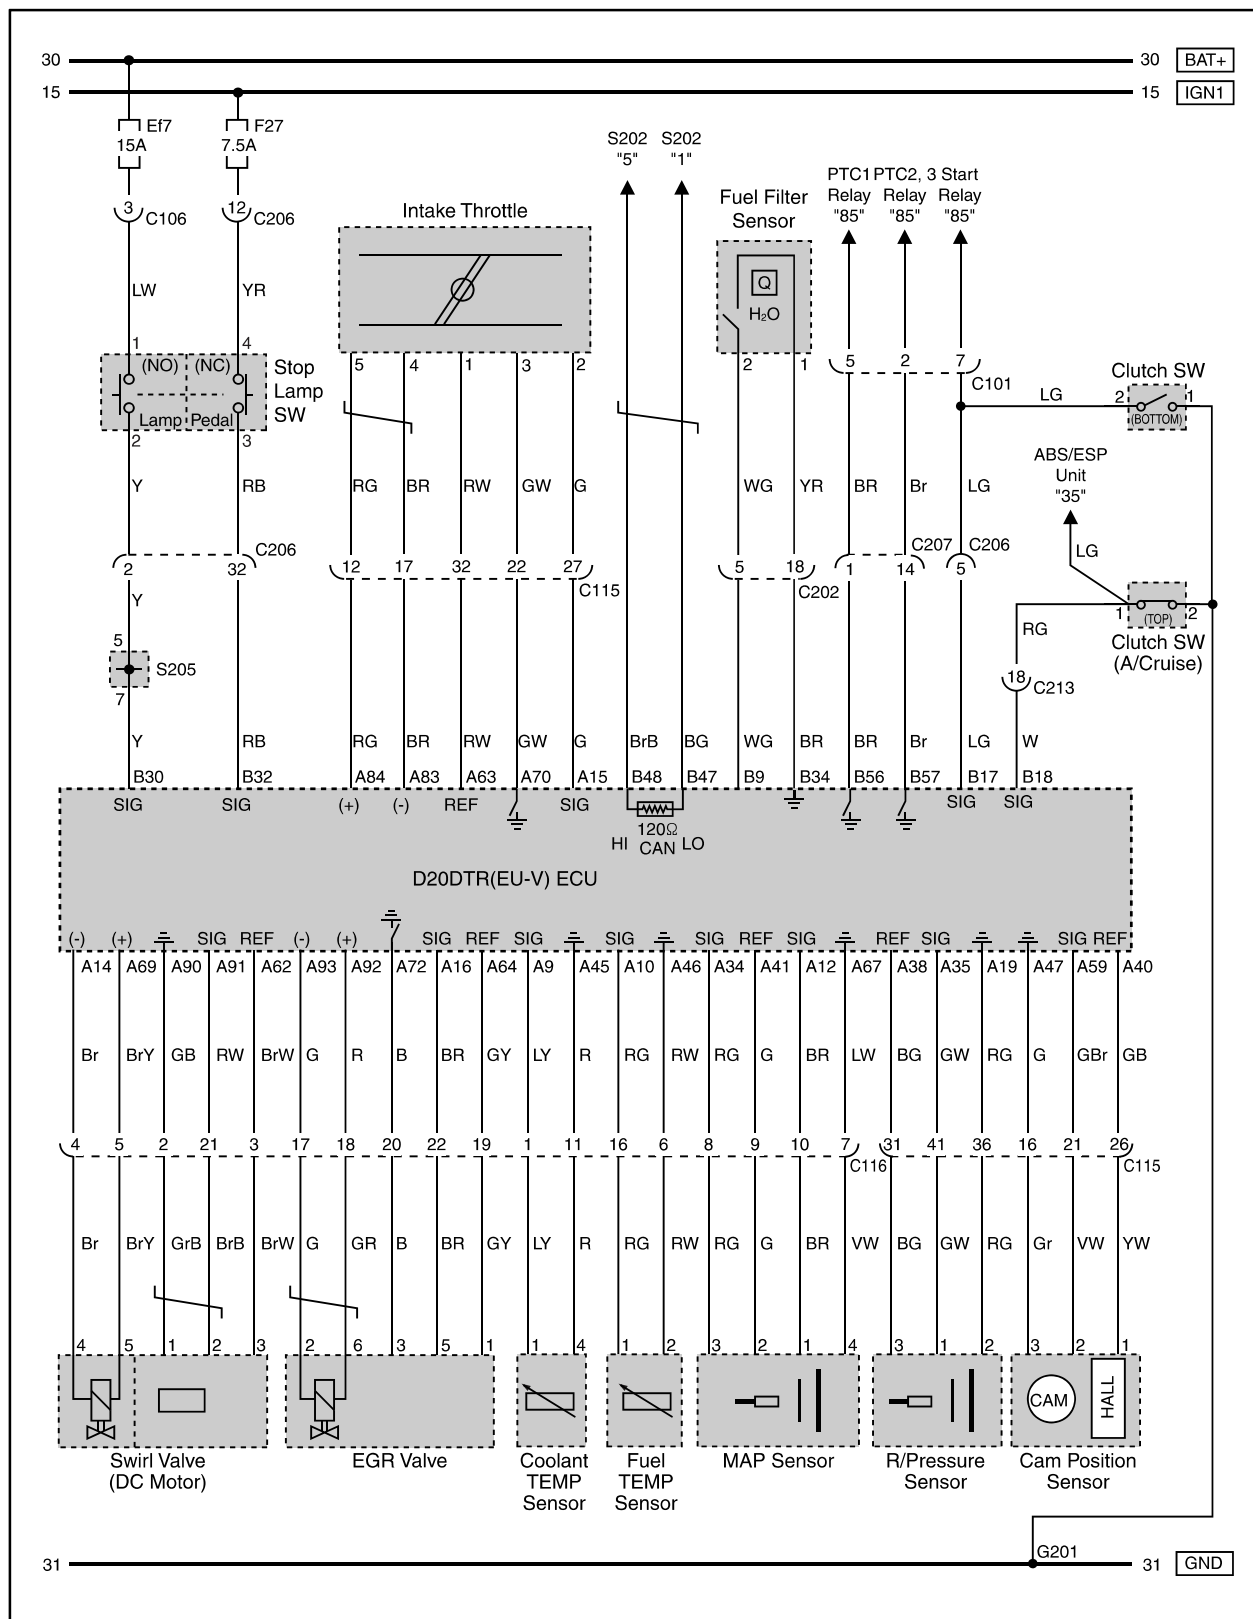 30 30 BAT+
15 15 IGN1
Ef7 F27
15A 7.5A
S202 S202
"5" "1"
PTC1 PTC2, 3 Start
Relay Relay Relay
"85" "85" "85"
3 C106 12 C206
Intake Throttle
Fuel Filter
Sensor
LW YR
Q
H₂O
1 4
(NO) (NC)
Stop
Lamp
SW
Lamp Pedal
2 3
5 4 1 3 2
2 1
5 2 7
C101
Clutch SW
LG 2 1
(BOTTOM)
ABS/ESP
Unit
"35"
LG
Y RB RG BR RW GW G WG YR BR Br LG
C206 C207 C206
2 32 12 17 32 22 27 C115 5 18 C202 1 14 5
Y
1 2
(TOP)
Clutch SW
(A/Cruise)
RG
5
S205
7
18 C213
Y RB RG BR RW GW G BrB BG WG BR BR Br LG W
B30 B32 A84 A83 A63 A70 A15 B48 B47 B9 B34 B56 B57 B17 B18
SIG SIG (+) (-) REF SIG SIG SIG
120Ω
HI CAN LO
D20DTR(EU-V) ECU
(-) (+) SIG REF (-) (+) SIG REF SIG SIG SIG REF SIG REF SIG SIG REF
A14 A69 A90 A91 A62 A93 A92 A72 A16 A64 A9 A45 A10 A46 A34 A41 A12 A67 A38 A35 A19 A47 A59 A40
Br BrY GB RW BrW G R B BR GY LY R RG RW RG G BR LW BG GW RG G GBr GB
4 5 2 21 3 17 18 20 22 19 1 11 16 6 8 9 10 7 C116 31 41 36 16 21 26 C115
Br BrY GrB BrB BrW G GR B BR GY LY R RG RW RG G BR VW BG GW RG Gr VW YW
4 5 1 2 3 2 6 3 5 1 1 4 1 2 3 2 1 4 3 1 2 3 2 1
CAM HALL
Swirl Valve
(DC Motor)
EGR Valve
Coolant
TEMP
Sensor
Fuel
TEMP
Sensor
MAP Sensor
R/Pressure
Sensor
Cam Position
Sensor
G201
31 31 GND